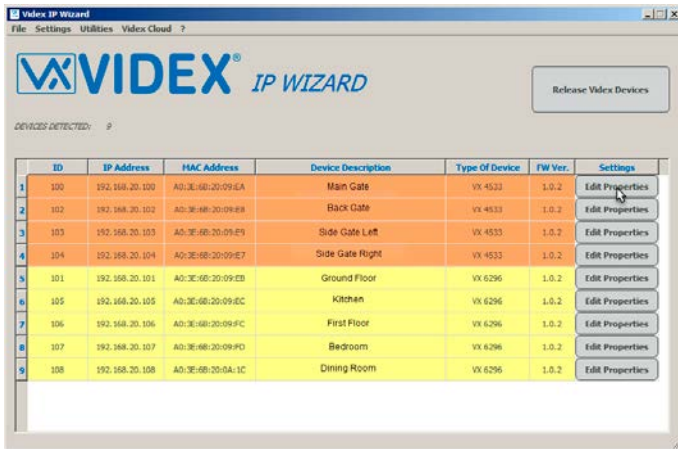 Videx IP Wizard
File Settings Utilities Videx Cloud ?
VIDEX® IP WIZARD
Release Videx Devices
DEVICES DETECTED: 9
ID IP Address MAC Address Device Description Type Of Device FW Ver. Settings
1 100 192.168.20.100 A0:3E:6B:20:09:EA Main Gate VX 4533 1.0.2 Edit Properties
2 102 192.168.20.102 A0:3E:6B:20:09:E8 Back Gate VX 4533 1.0.2 Edit Properties
3 103 192.168.20.103 A0:3E:6B:20:09:E9 Side Gate Left VX 4533 1.0.2 Edit Properties
4 104 192.168.20.104 A0:3E:6B:20:09:E7 Side Gate Right VX 4533 1.0.2 Edit Properties
5 101 192.168.20.101 A0:3E:6B:20:09:EB Ground Floor VX 6296 1.0.2 Edit Properties
6 105 192.168.20.105 A0:3E:6B:20:09:EC Kitchen VX 6296 1.0.2 Edit Properties
7 106 192.168.20.106 A0:3E:6B:20:09:FC First Floor VX 6296 1.0.2 Edit Properties
8 107 192.168.20.107 A0:3E:6B:20:09:FD Bedroom VX 6296 1.0.2 Edit Properties
9 108 192.168.20.108 A0:3E:6B:20:0A:1C Dining Room VX 6296 1.0.2 Edit Properties